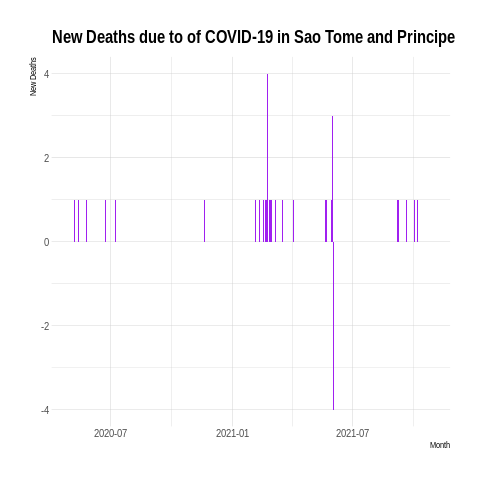 New Deaths due to of COVID-19 in Sao Tome and Principe
New Deaths
4
2
0
-2
-4
2020-07
2021-01
2021-07
Month